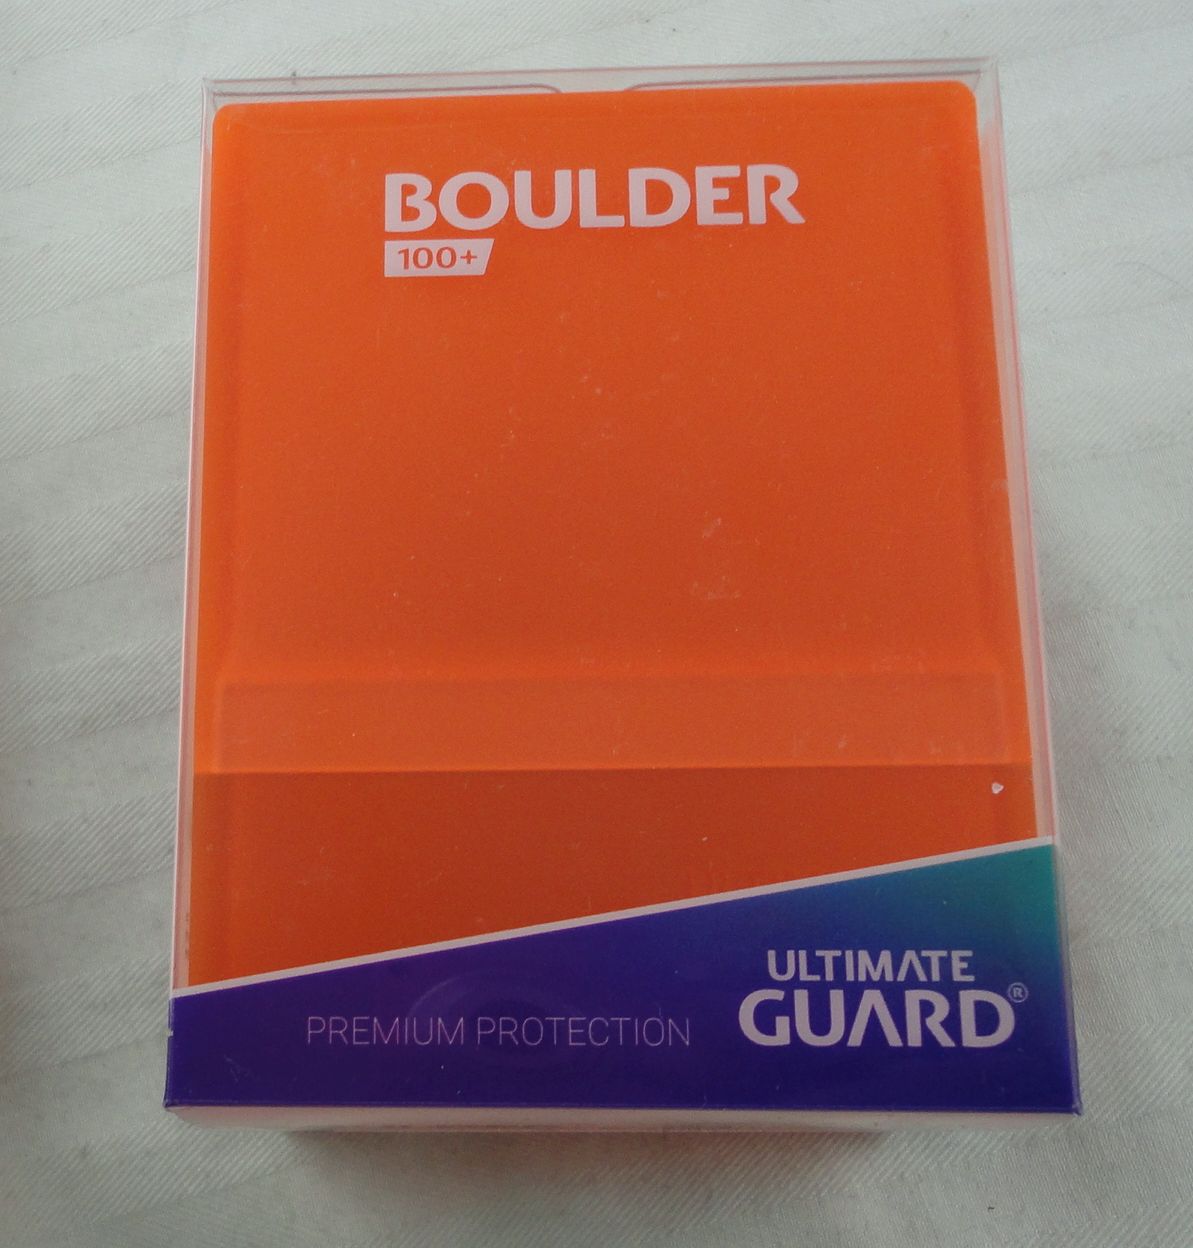 BOULDER
100+
ULTIMATE
GUARD®
PREMIUM PROTECTION